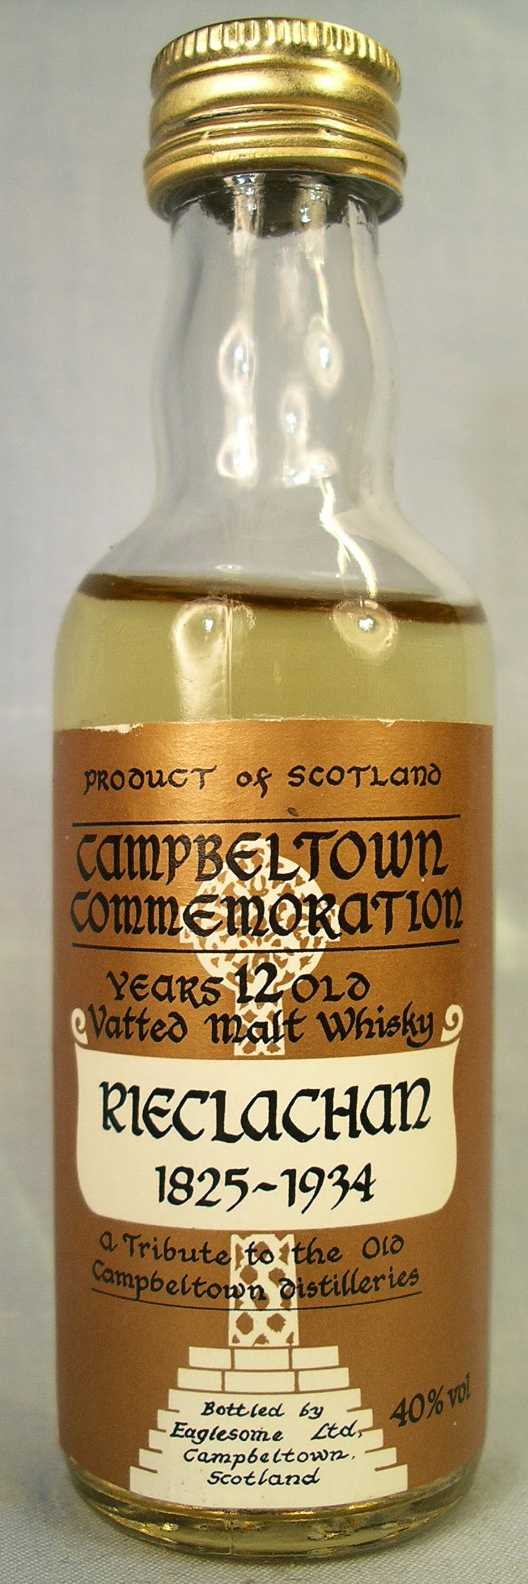 PRODUCT of SCOTLAND
CAMPBELTOWN
COMMEMORATION
YEARS 12 OLD
Vatted Malt Whisky
RIECLACHAN
1825~1934
a Tribute to the Old
Campbeltown Distilleries
Bottled by
Eaglesome Ltd,
Campbeltown.
Scotland
40% vol